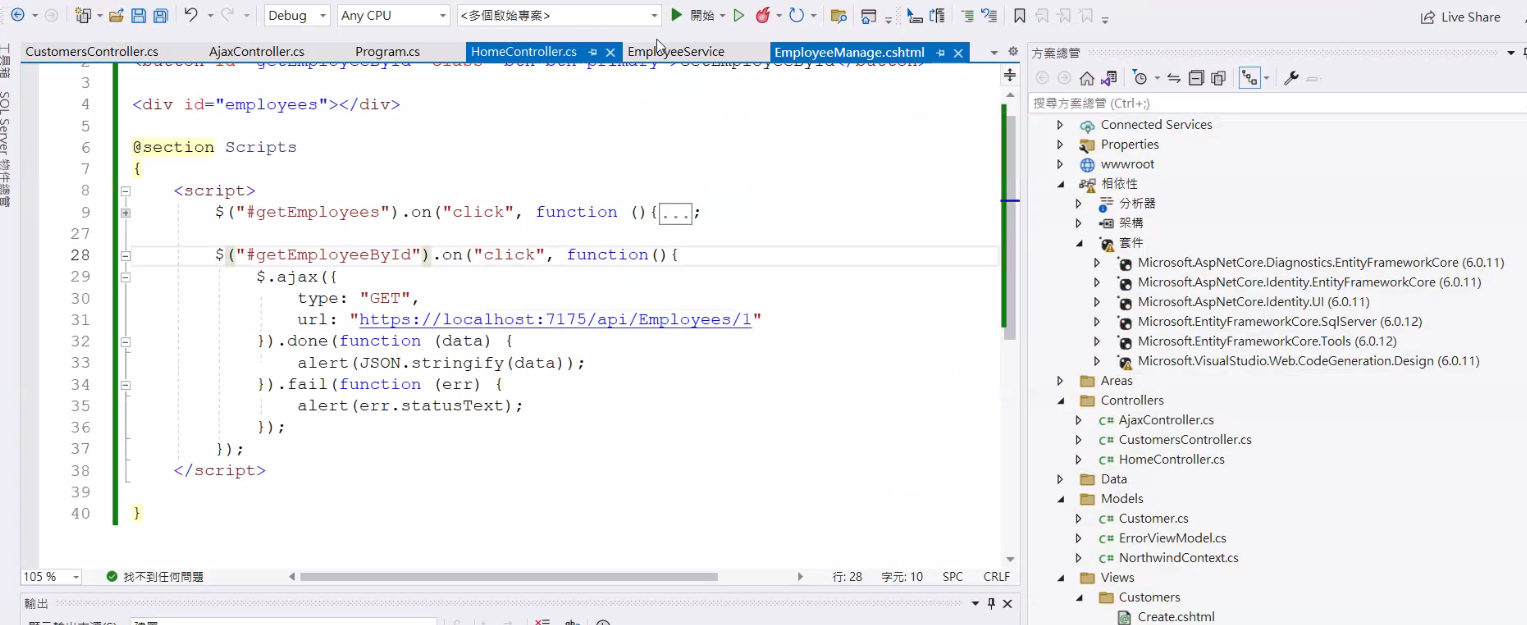 Debug Any CPU <多個啟始專案> 開始 Live Share
CustomersController.cs AjaxController.cs Program.cs HomeController.cs EmployeeService EmployeeManage.cshtml
方案總管
搜尋方案總管 (Ctrl+;)
工具箱
SQL Server 物件總管
2 <button id="getEmployeeById" class="btn btn-primary">GetEmployeeById</button>
3
4 <div id="employees"></div>
5
6 @section Scripts
7 {
8 <script>
9 $("#getEmployees").on("click", function (){...;
27
28 $("#getEmployeeById").on("click", function(){
29 $.ajax({
30 type: "GET",
31 url: "https://localhost:7175/api/Employees/1"
32 }).done(function (data) {
33 alert(JSON.stringify(data));
34 }).fail(function (err) {
35 alert(err.statusText);
36 });
37 });
38 </script>
39
40 }
105 % 找不到任何問題 行: 28 字元: 10 SPC CRLF
輸出
顯示輸出來源(S): 建置
Connected Services
Properties
wwwroot
相依性
分析器
架構
套件
Microsoft.AspNetCore.Diagnostics.EntityFrameworkCore (6.0.11)
Microsoft.AspNetCore.Identity.EntityFrameworkCore (6.0.11)
Microsoft.AspNetCore.Identity.UI (6.0.11)
Microsoft.EntityFrameworkCore.SqlServer (6.0.12)
Microsoft.EntityFrameworkCore.Tools (6.0.12)
Microsoft.VisualStudio.Web.CodeGeneration.Design (6.0.11)
Areas
Controllers
C# AjaxController.cs
C# CustomersController.cs
C# HomeController.cs
Data
Models
C# Customer.cs
C# ErrorViewModel.cs
C# NorthwindContext.cs
Views
Customers
Create.cshtml